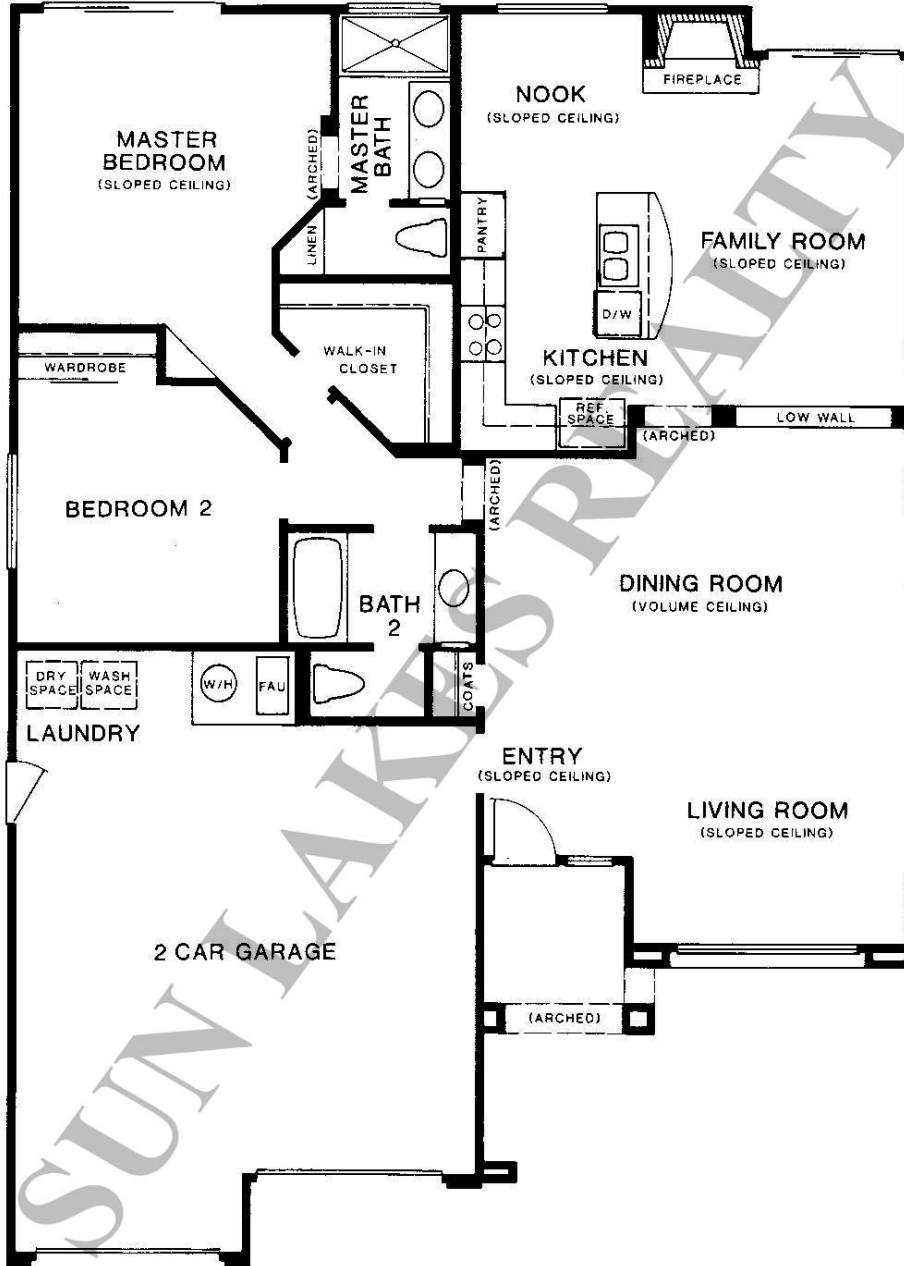 FIREPLACE
NOOK
(SLOPED CEILING)
MASTER
BEDROOM
(SLOPED CEILING)
(ARCHED)
MASTER
BATH
LINEN
PANTRY
FAMILY ROOM
(SLOPED CEILING)
D/W
WALK-IN
CLOSET
KITCHEN
(SLOPED CEILING)
WARDROBE
REF.
SPACE
(ARCHED)
LOW WALL
(ARCHED)
BEDROOM 2
DINING ROOM
(VOLUME CEILING)
BATH
2
DRY
SPACE
WASH
SPACE
W/H
FAU
COATS
LAUNDRY
ENTRY
(SLOPED CEILING)
LIVING ROOM
(SLOPED CEILING)
2 CAR GARAGE
(ARCHED)
SUN LAKES REALTY